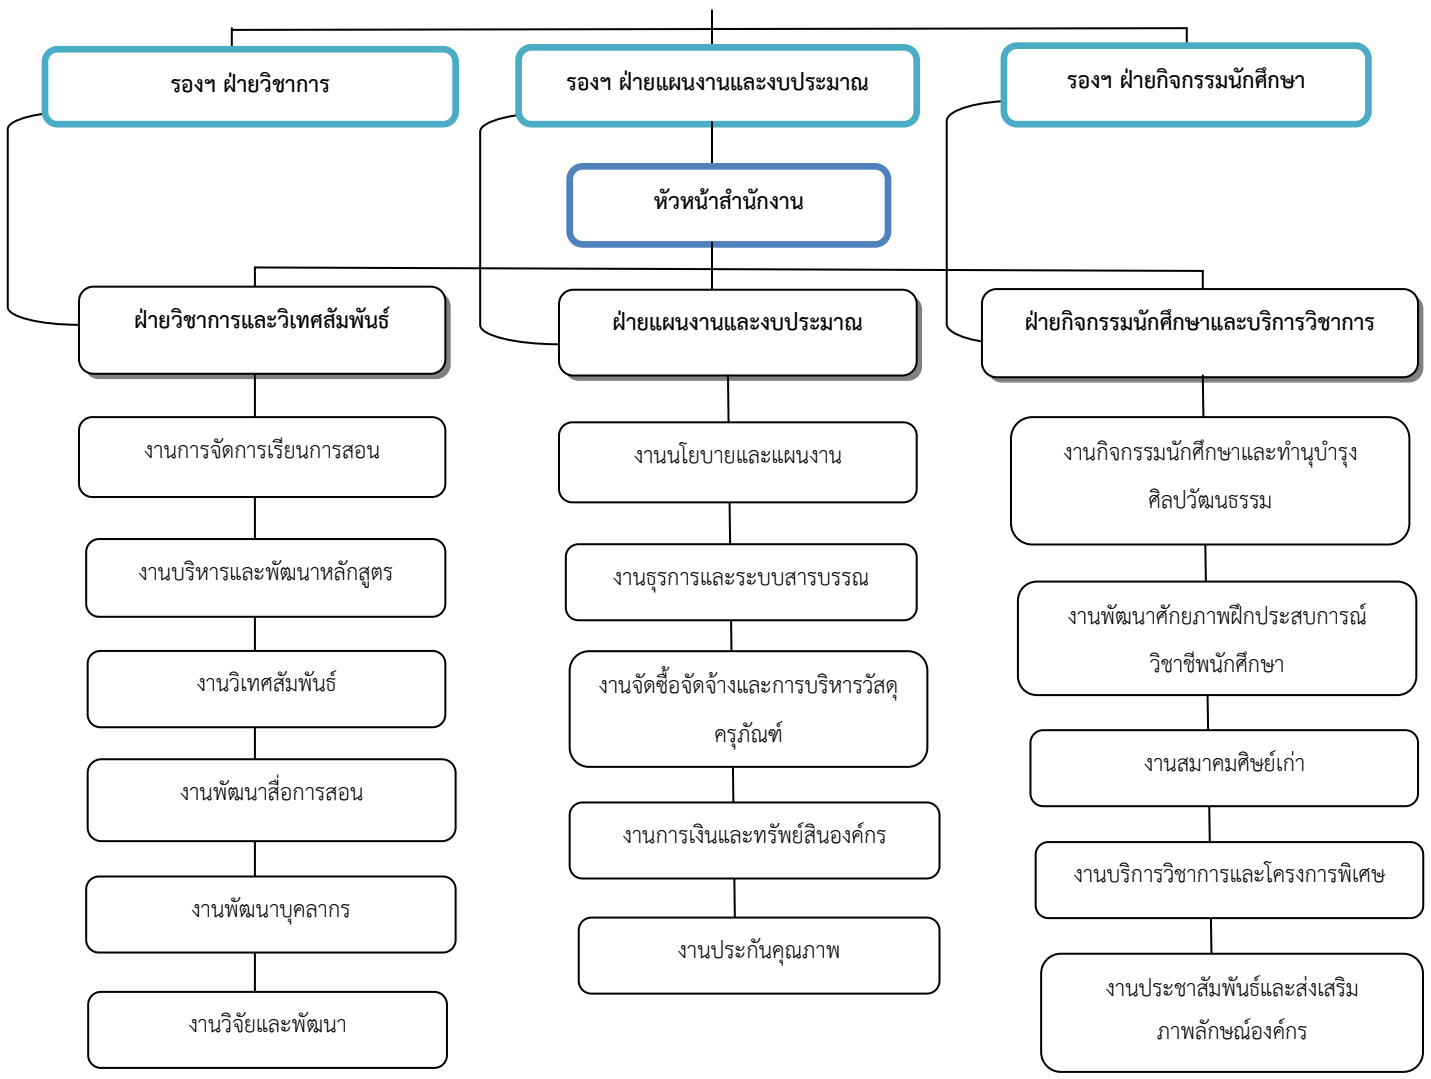 รองฯ ฝ่ายวิชาการ
รองฯ ฝ่ายแผนงานและงบประมาณ
รองฯ ฝ่ายกิจกรรมนักศึกษา
หัวหน้าสำนักงาน
ฝ่ายวิชาการและวิเทศสัมพันธ์
ฝ่ายแผนงานและงบประมาณ
ฝ่ายกิจกรรมนักศึกษาและบริการวิชาการ
งานการจัดการเรียนการสอน
งานบริหารและพัฒนาหลักสูตร
งานวิเทศสัมพันธ์
งานพัฒนาสื่อการสอน
งานพัฒนาบุคลากร
งานวิจัยและพัฒนา
งานนโยบายและแผนงาน
งานธุรการและระบบสารบรรณ
งานจัดซื้อจัดจ้างและการบริหารวัสดุ
ครุภัณฑ์
งานการเงินและทรัพย์สินองค์กร
งานประกันคุณภาพ
งานกิจกรรมนักศึกษาและทำนุบำรุง
ศิลปวัฒนธรรม
งานพัฒนาศักยภาพฝึกประสบการณ์
วิชาชีพนักศึกษา
งานสมาคมศิษย์เก่า
งานบริการวิชาการและโครงการพิเศษ
งานประชาสัมพันธ์และส่งเสริม
ภาพลักษณ์องค์กร